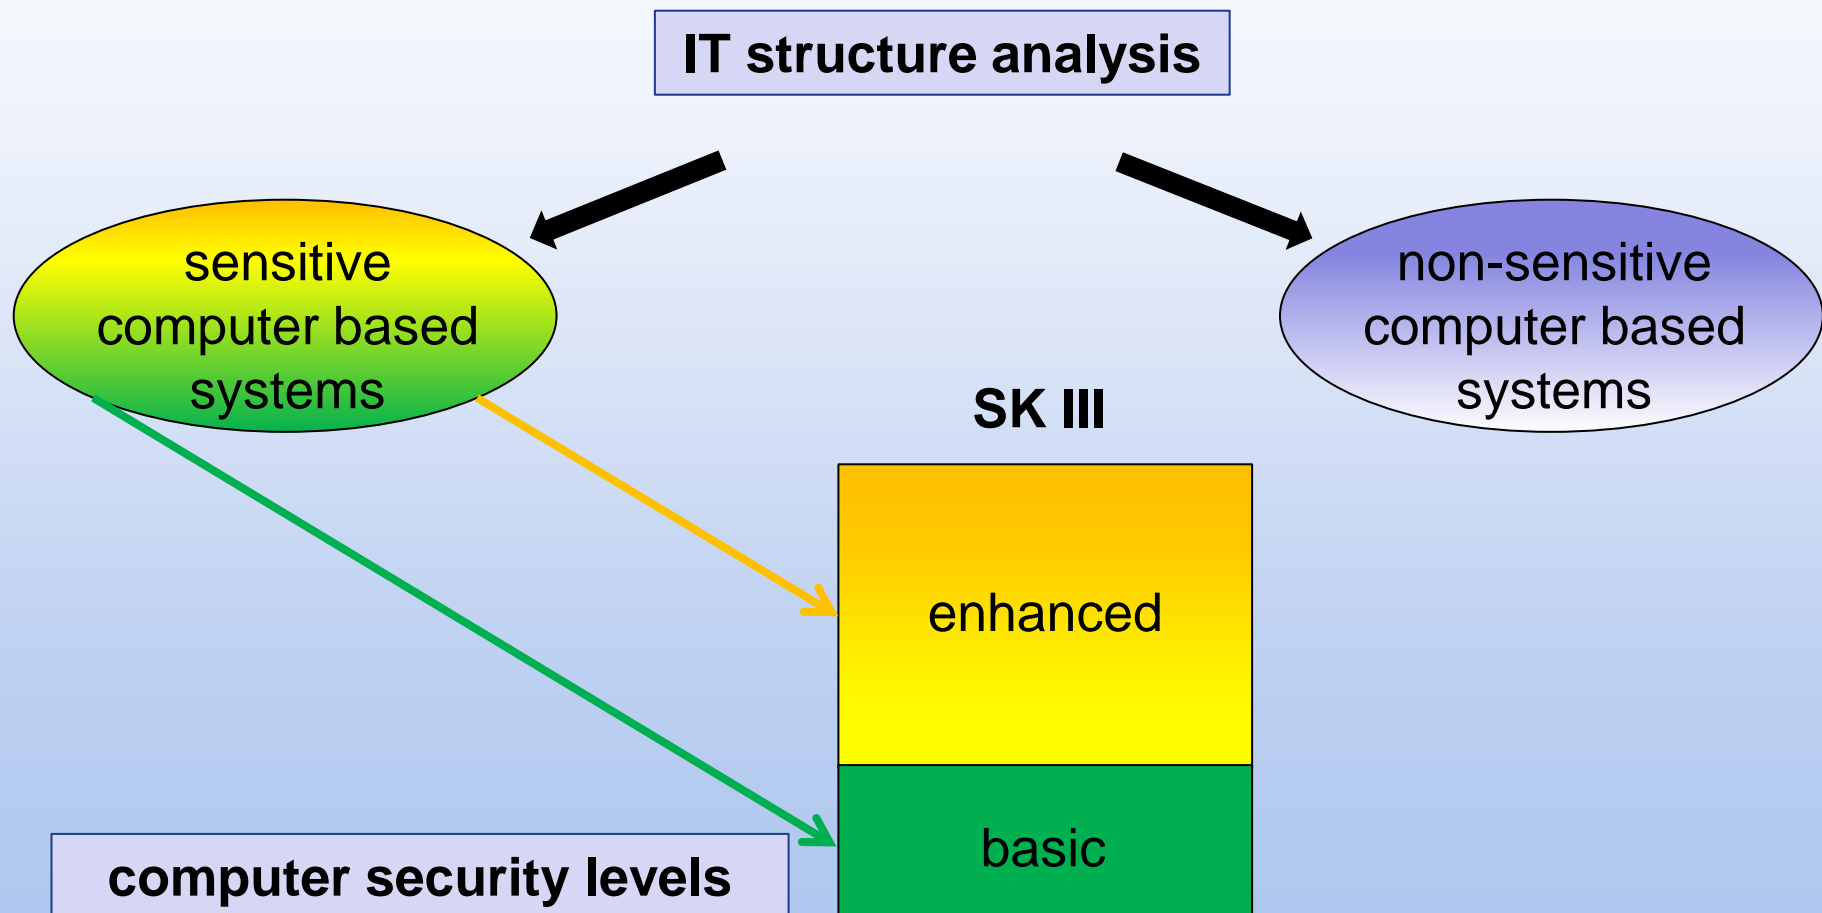 IT structure analysis
sensitive
computer based
systems
non-sensitive
computer based
systems
SK III
enhanced
basic
computer security levels